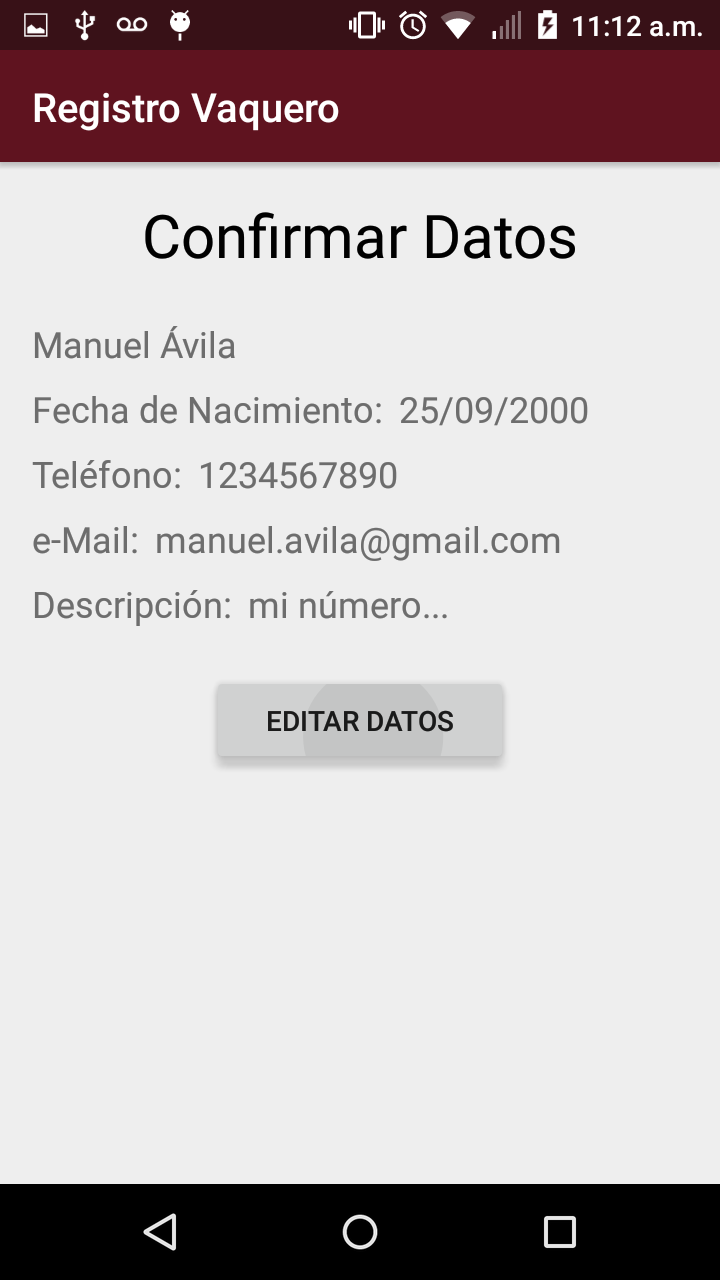 11:12 a.m.
Registro Vaquero
Confirmar Datos
Manuel Ávila
Fecha de Nacimiento: 25/09/2000
Teléfono: 1234567890
e-Mail: manuel.avila@gmail.com
Descripción: mi número...
EDITAR DATOS